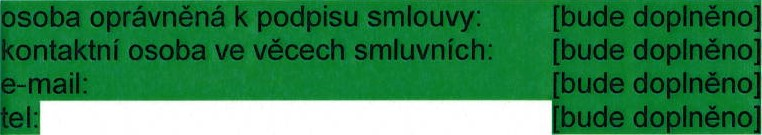 osoba oprávněná k podpisu smlouvy: [bude doplněno]
kontaktní osoba ve věcech smluvních: [bude doplněno]
e-mail: [bude doplněno]
tel: [bude doplněno]